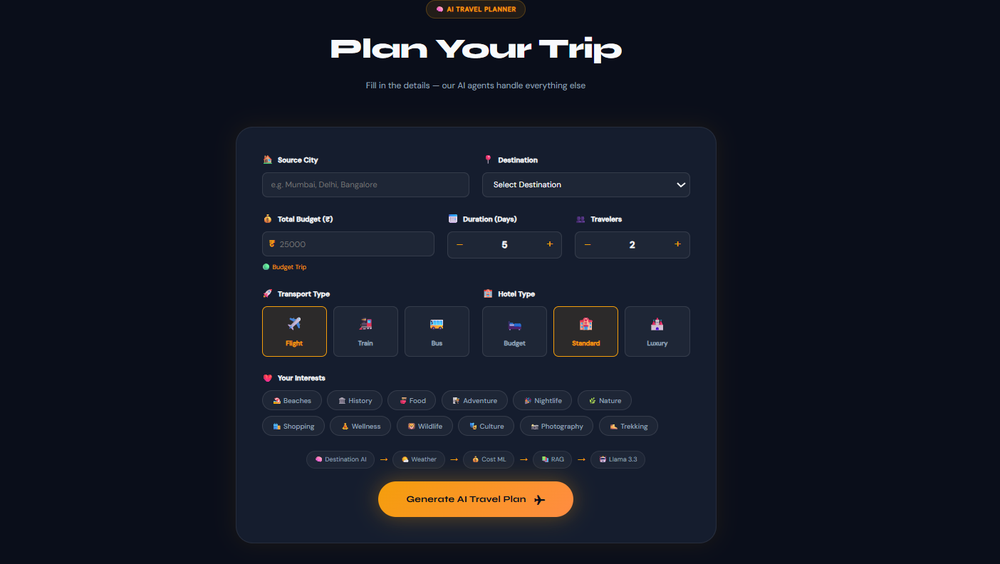 AI TRAVEL PLANNER
Plan Your Trip
Fill in the details — our AI agents handle everything else
Source City
Destination
e.g. Mumbai, Delhi, Bangalore
Select Destination
Total Budget (₹)
Duration (Days)
Travelers
₹ 25000
− 5 +
− 2 +
Budget Trip
Transport Type
Hotel Type
Flight
Train
Bus
Budget
Standard
Luxury
Your Interests
Beaches
History
Food
Adventure
Nightlife
Nature
Shopping
Wellness
Wildlife
Culture
Photography
Trekking
Destination AI → Weather → Cost ML → RAG → Llama 3.3
Generate AI Travel Plan